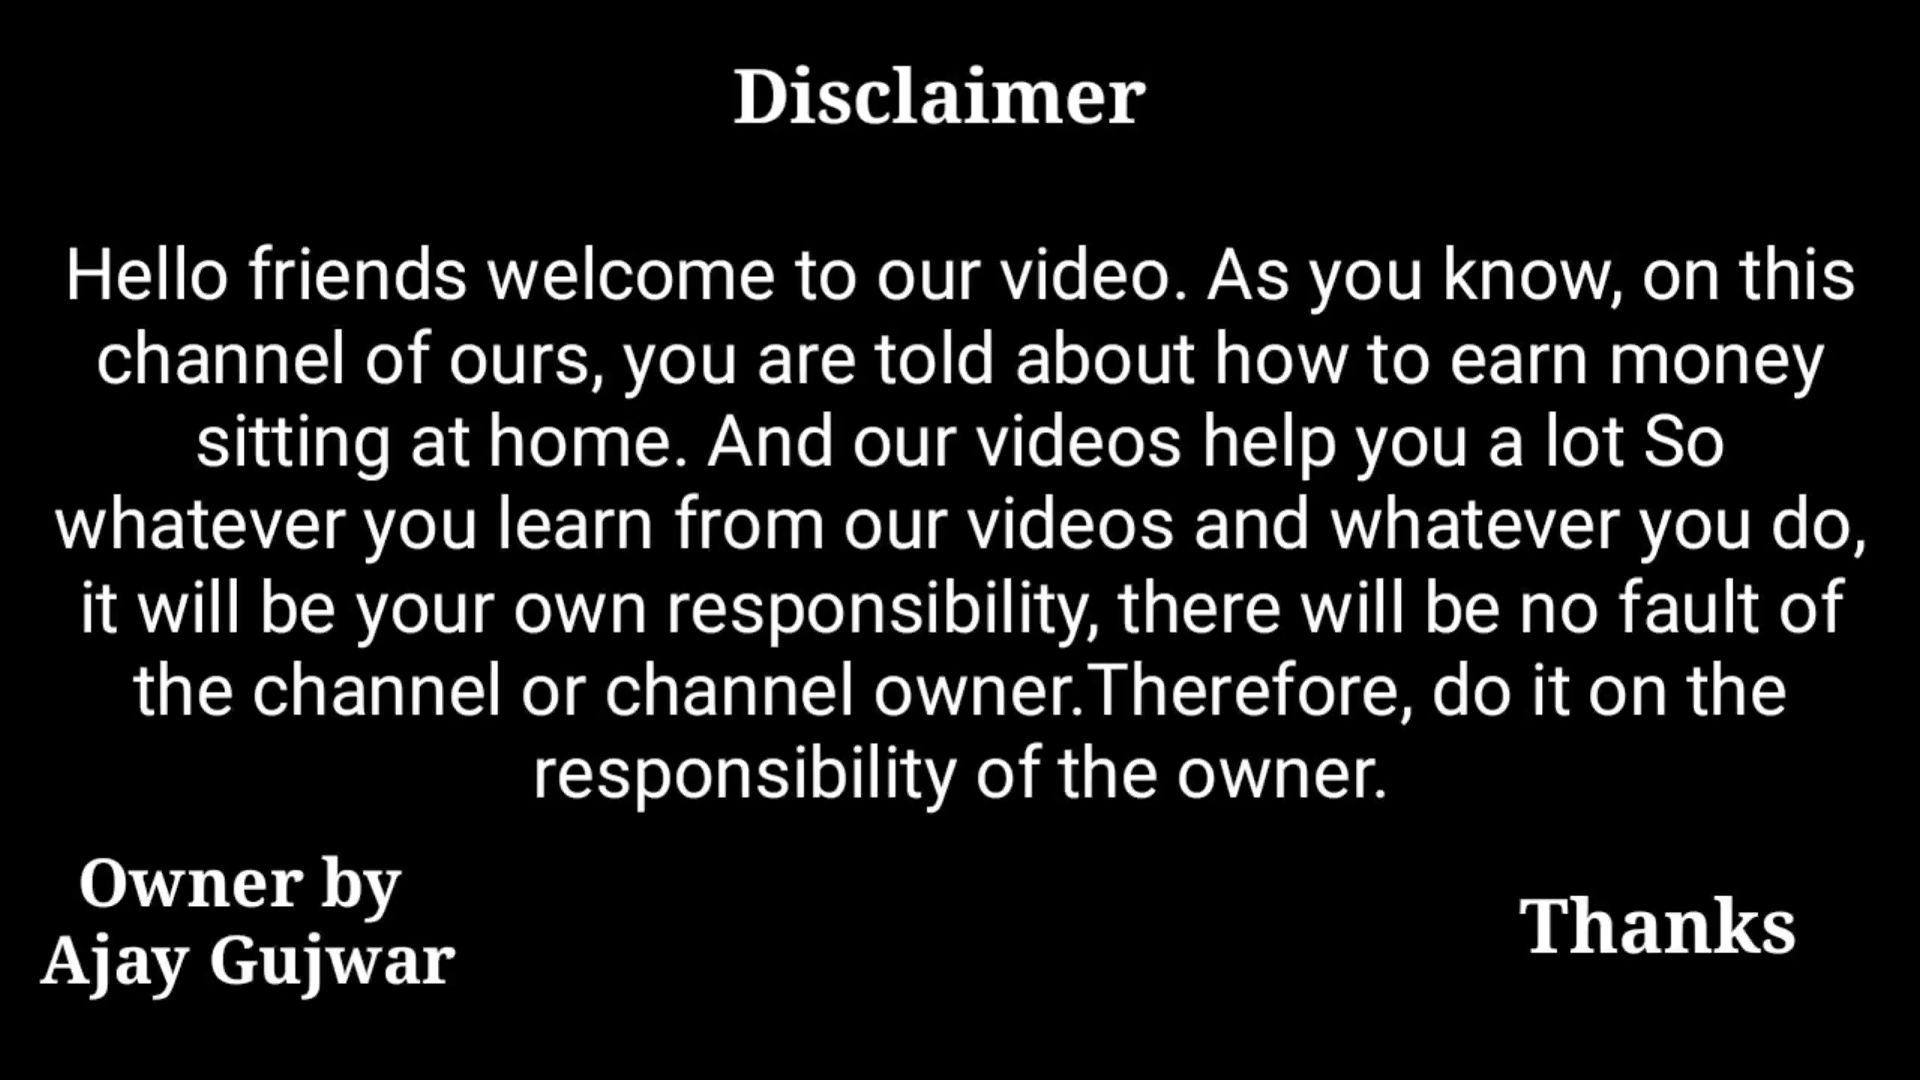 Disclaimer
Hello friends welcome to our video. As you know, on this
channel of ours, you are told about how to earn money
sitting at home. And our videos help you a lot So
whatever you learn from our videos and whatever you do,
it will be your own responsibility, there will be no fault of
the channel or channel owner.Therefore, do it on the
responsibility of the owner.
Owner by
Ajay Gujwar
Thanks